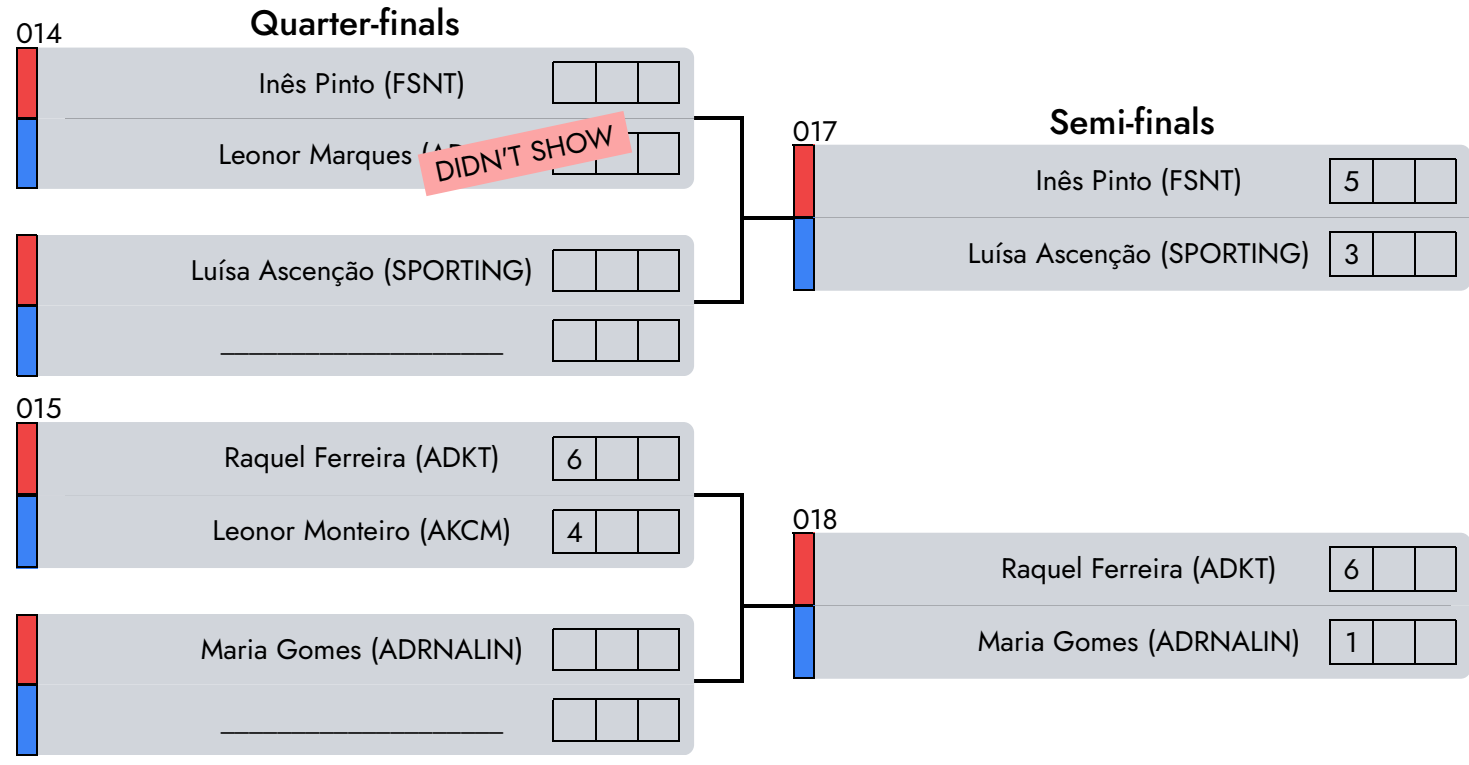 Quarter-finals
014
Inês Pinto (FSNT)
Leonor Marques
DIDN'T SHOW
Luísa Ascenção (SPORTING)
____________________
015
Raquel Ferreira (ADKT) 6
Leonor Monteiro (AKCM) 4
Maria Gomes (ADRNALIN)
____________________
Semi-finals
017
Inês Pinto (FSNT) 5
Luísa Ascenção (SPORTING) 3
018
Raquel Ferreira (ADKT) 6
Maria Gomes (ADRNALIN) 1